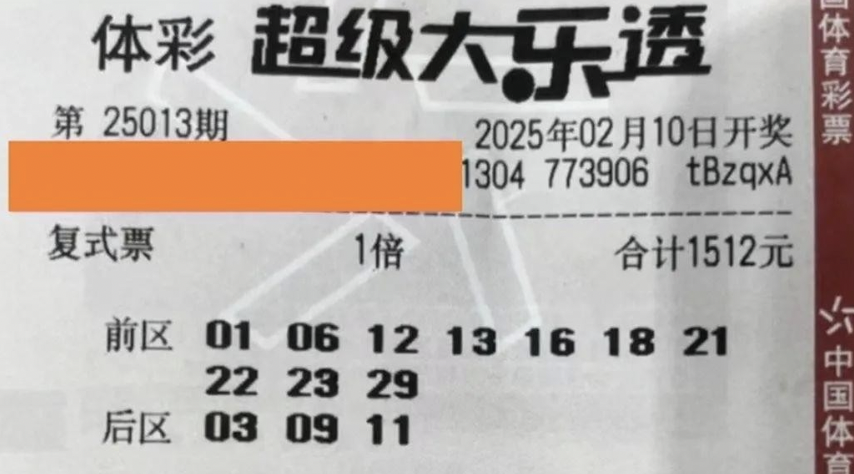 体彩 超级大乐透
第 25013期 2025年02月10日开奖
1304 773906 tBzqxA
复式票 1倍 合计1512元
前区 01 06 12 13 16 18 21
22 23 29
后区 03 09 11
国体育彩票
中国体育